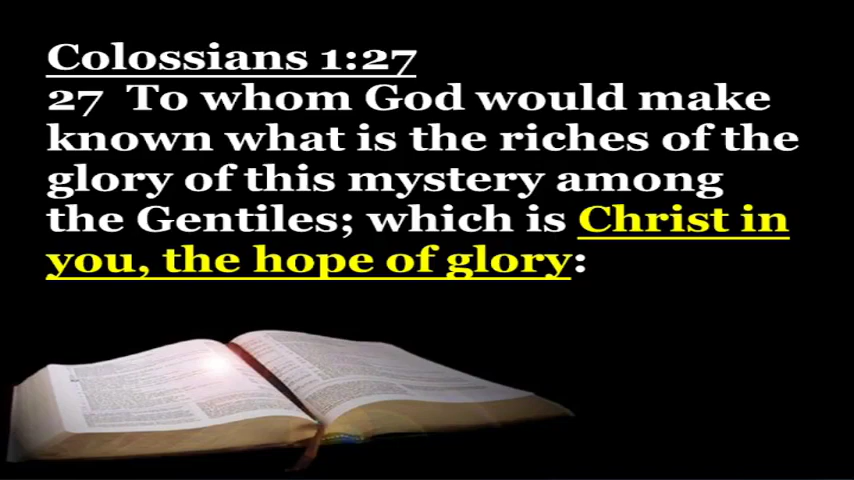 Colossians 1:27
27 To whom God would make
known what is the riches of the
glory of this mystery among
the Gentiles; which is Christ in
you, the hope of glory: